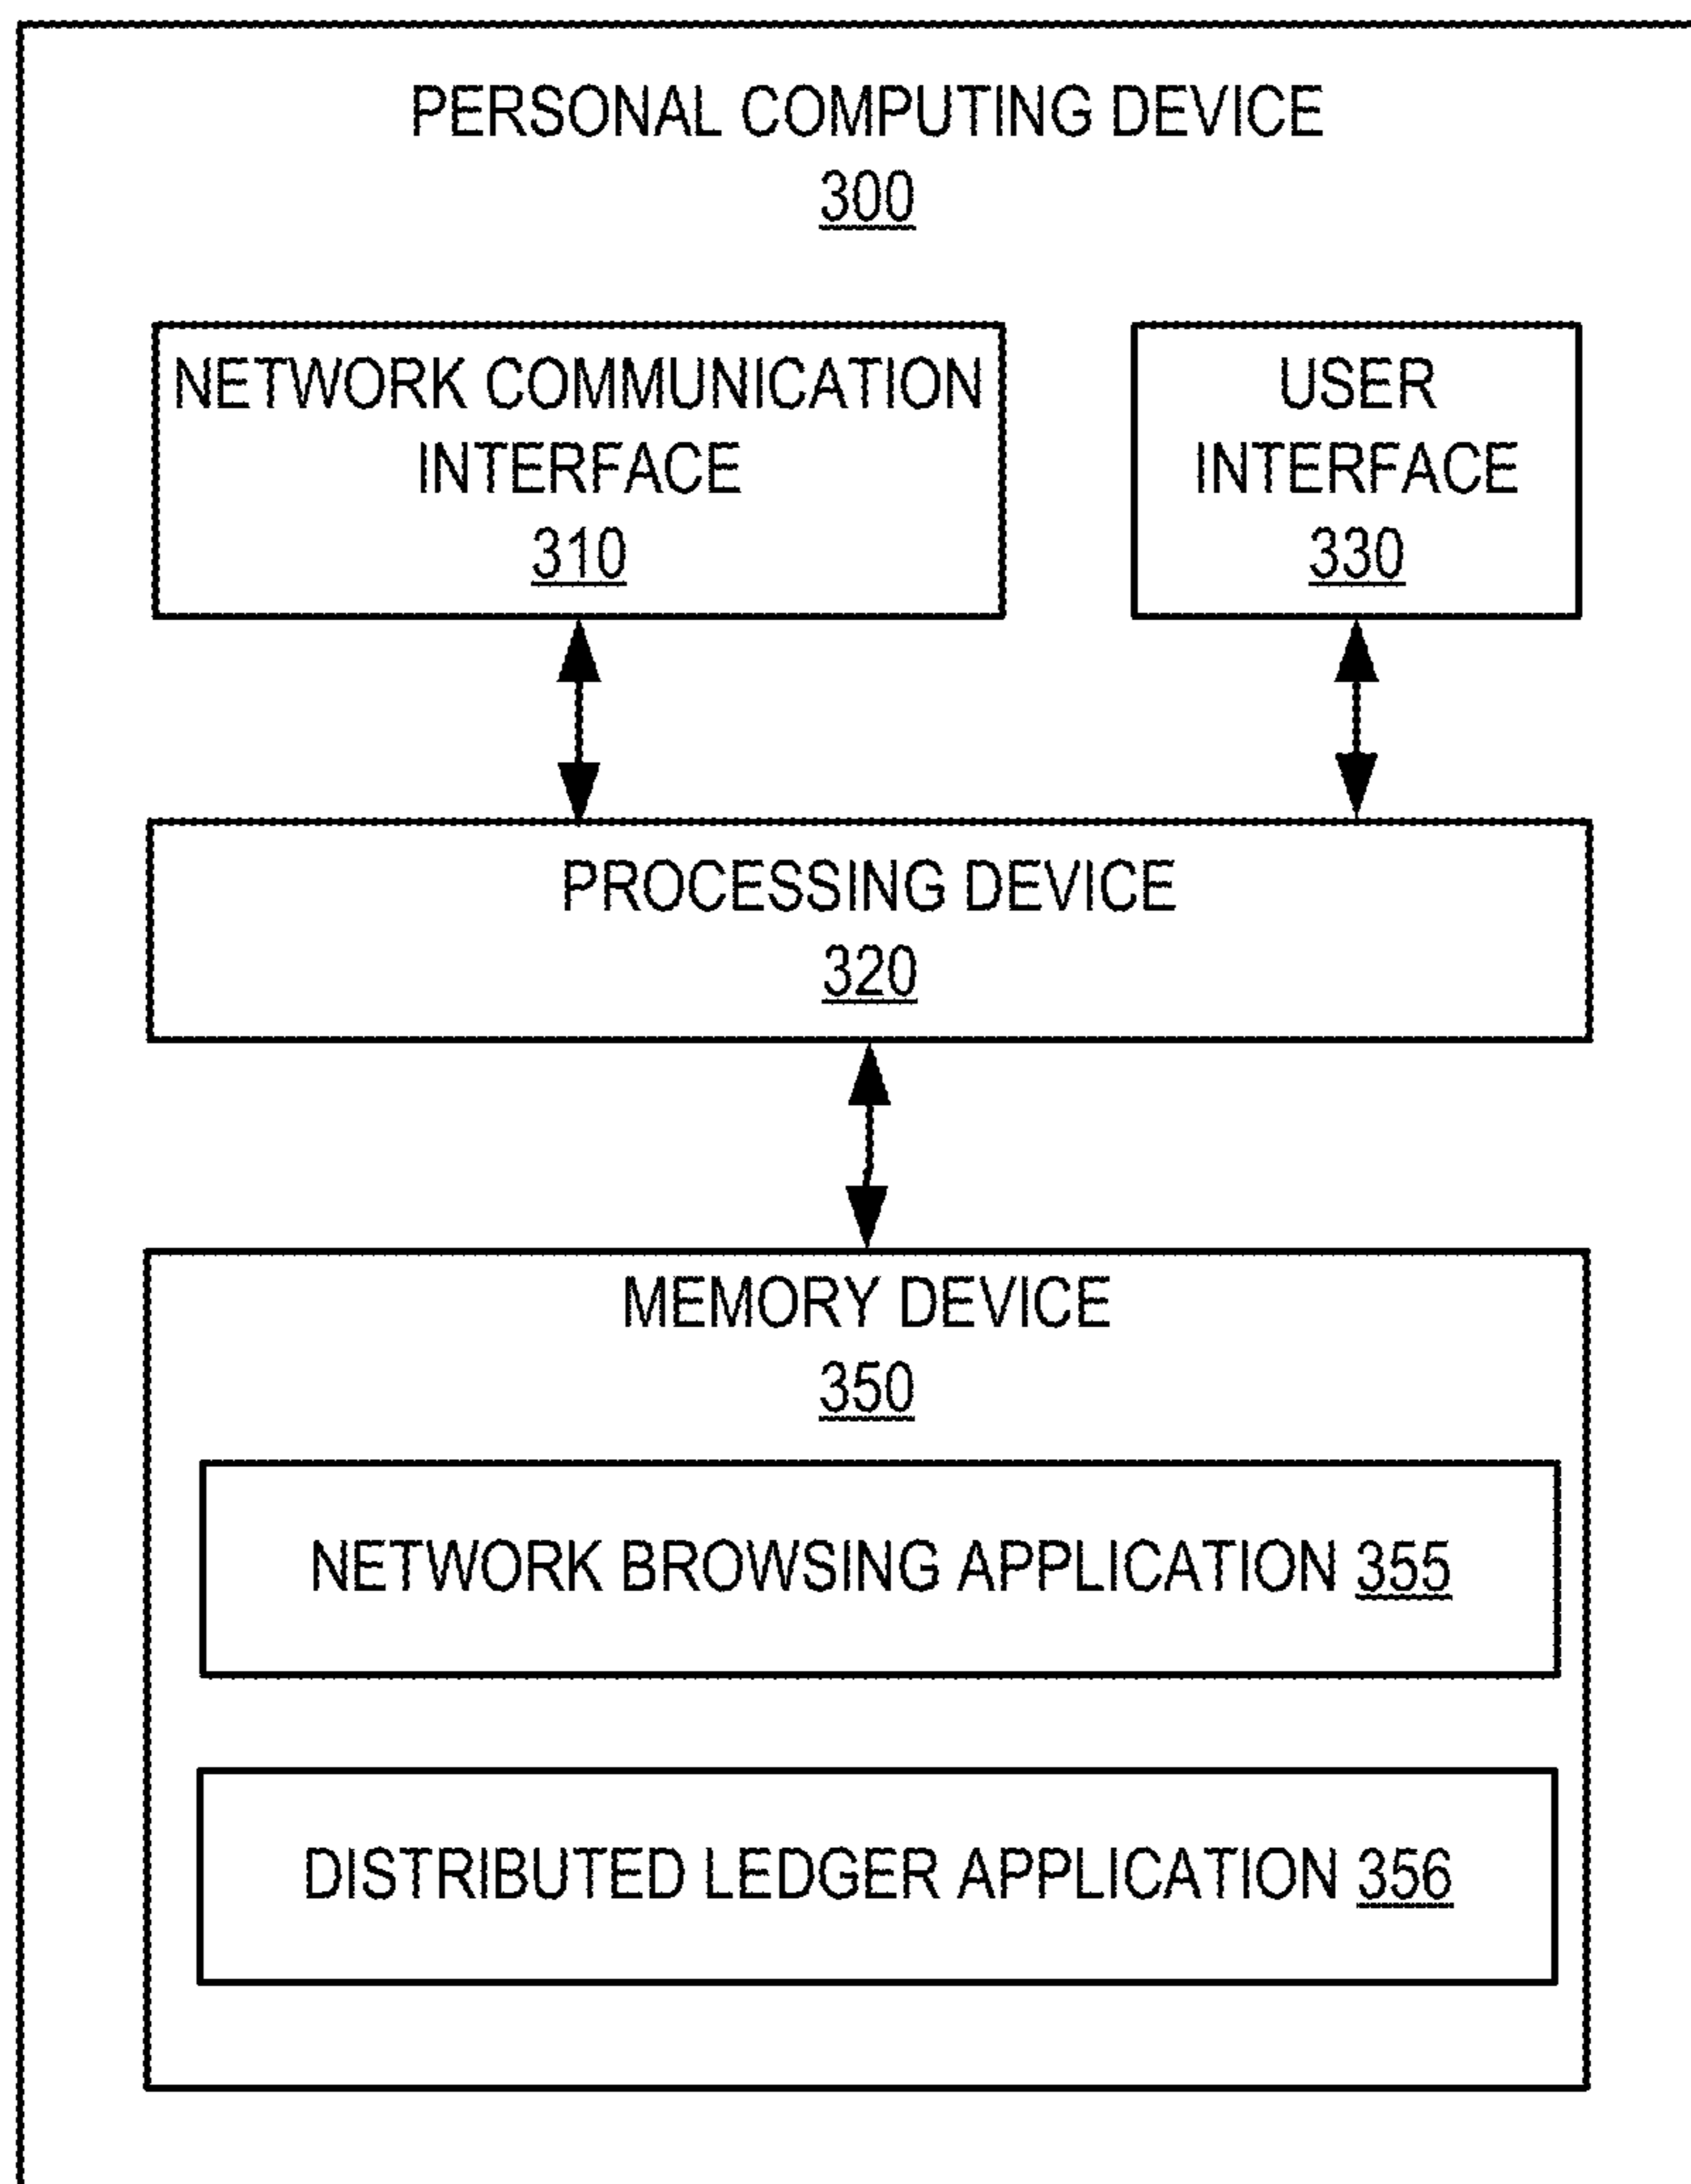 PERSONAL COMPUTING DEVICE
300
NETWORK COMMUNICATION
INTERFACE
310
USER
INTERFACE
330
PROCESSING DEVICE
320
MEMORY DEVICE
350
NETWORK BROWSING APPLICATION 355
DISTRIBUTED LEDGER APPLICATION 356